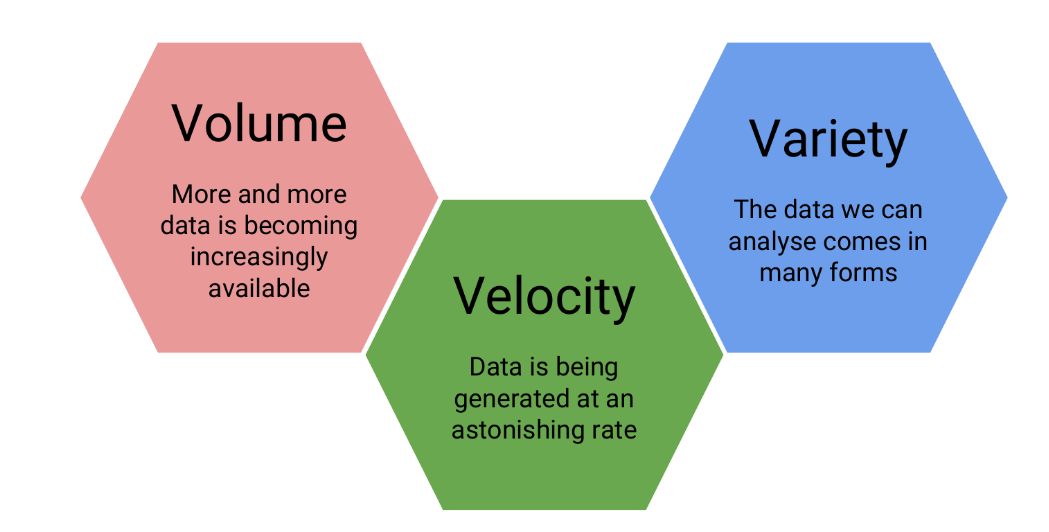 Volume
More and more
data is becoming
increasingly
available
Velocity
Data is being
generated at an
astonishing rate
Variety
The data we can
analyse comes in
many forms